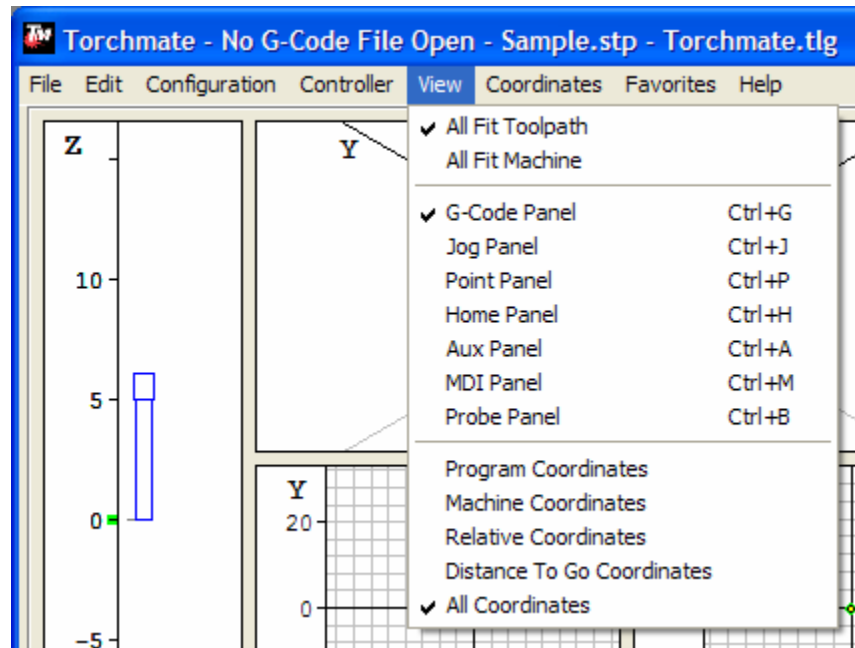 Torchmate - No G-Code File Open - Sample.stp - Torchmate.tlg
File Edit Configuration Controller View Coordinates Favorites Help
✓ All Fit Toolpath
All Fit Machine
✓ G-Code Panel Ctrl+G
Jog Panel Ctrl+J
Point Panel Ctrl+P
Home Panel Ctrl+H
Aux Panel Ctrl+A
MDI Panel Ctrl+M
Probe Panel Ctrl+B
Program Coordinates
Machine Coordinates
Relative Coordinates
Distance To Go Coordinates
✓ All Coordinates
Z
10
5
0
-5
Y
Y
20
0